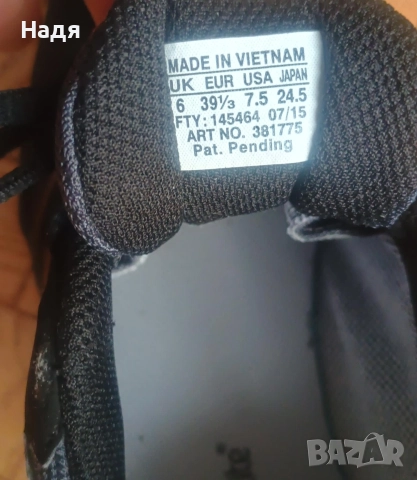 Надя
MADE IN VIETNAM
UK EUR USA JAPAN
6 39⅓ 7.5 24.5
FTY: 145464 07/15
ART NO. 381775
Pat. Pending
bazar